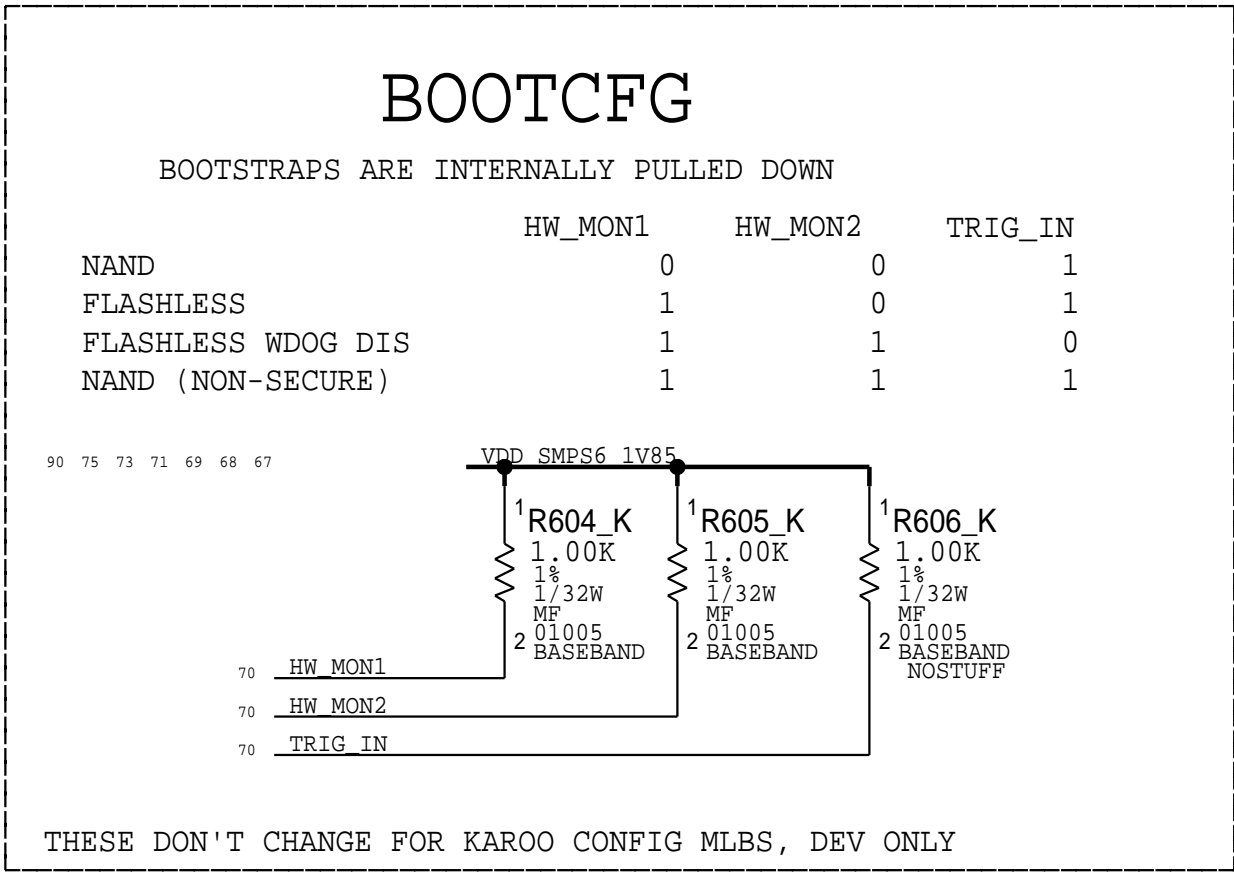 BOOTCFG
BOOTSTRAPS ARE INTERNALLY PULLED DOWN
HW_MON1 HW_MON2 TRIG_IN
NAND 0 0 1
FLASHLESS 1 0 1
FLASHLESS WDOG DIS 1 1 0
NAND (NON-SECURE) 1 1 1
90 75 73 71 69 68 67 VDD SMPS6 1V85
1 R604_K 1 R605_K 1 R606_K
1.00K 1.00K 1.00K
1% 1% 1%
1/32W 1/32W 1/32W
MF MF MF
2 01005 2 01005 2 01005
BASEBAND BASEBAND BASEBAND
NOSTUFF
70 HW_MON1
70 HW_MON2
70 TRIG_IN
THESE DON'T CHANGE FOR KAROO CONFIG MLBS, DEV ONLY